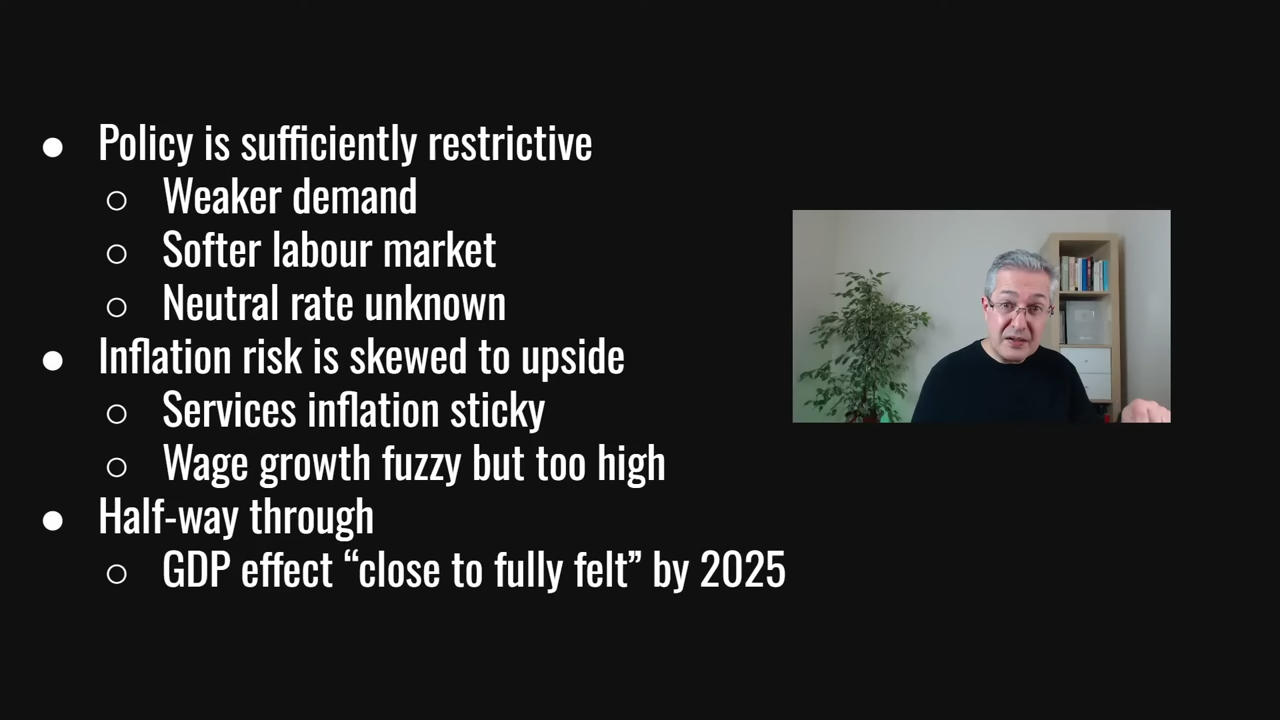 ● Policy is sufficiently restrictive
○ Weaker demand
○ Softer labour market
○ Neutral rate unknown
● Inflation risk is skewed to upside
○ Services inflation sticky
○ Wage growth fuzzy but too high
● Half-way through
○ GDP effect “close to fully felt” by 2025